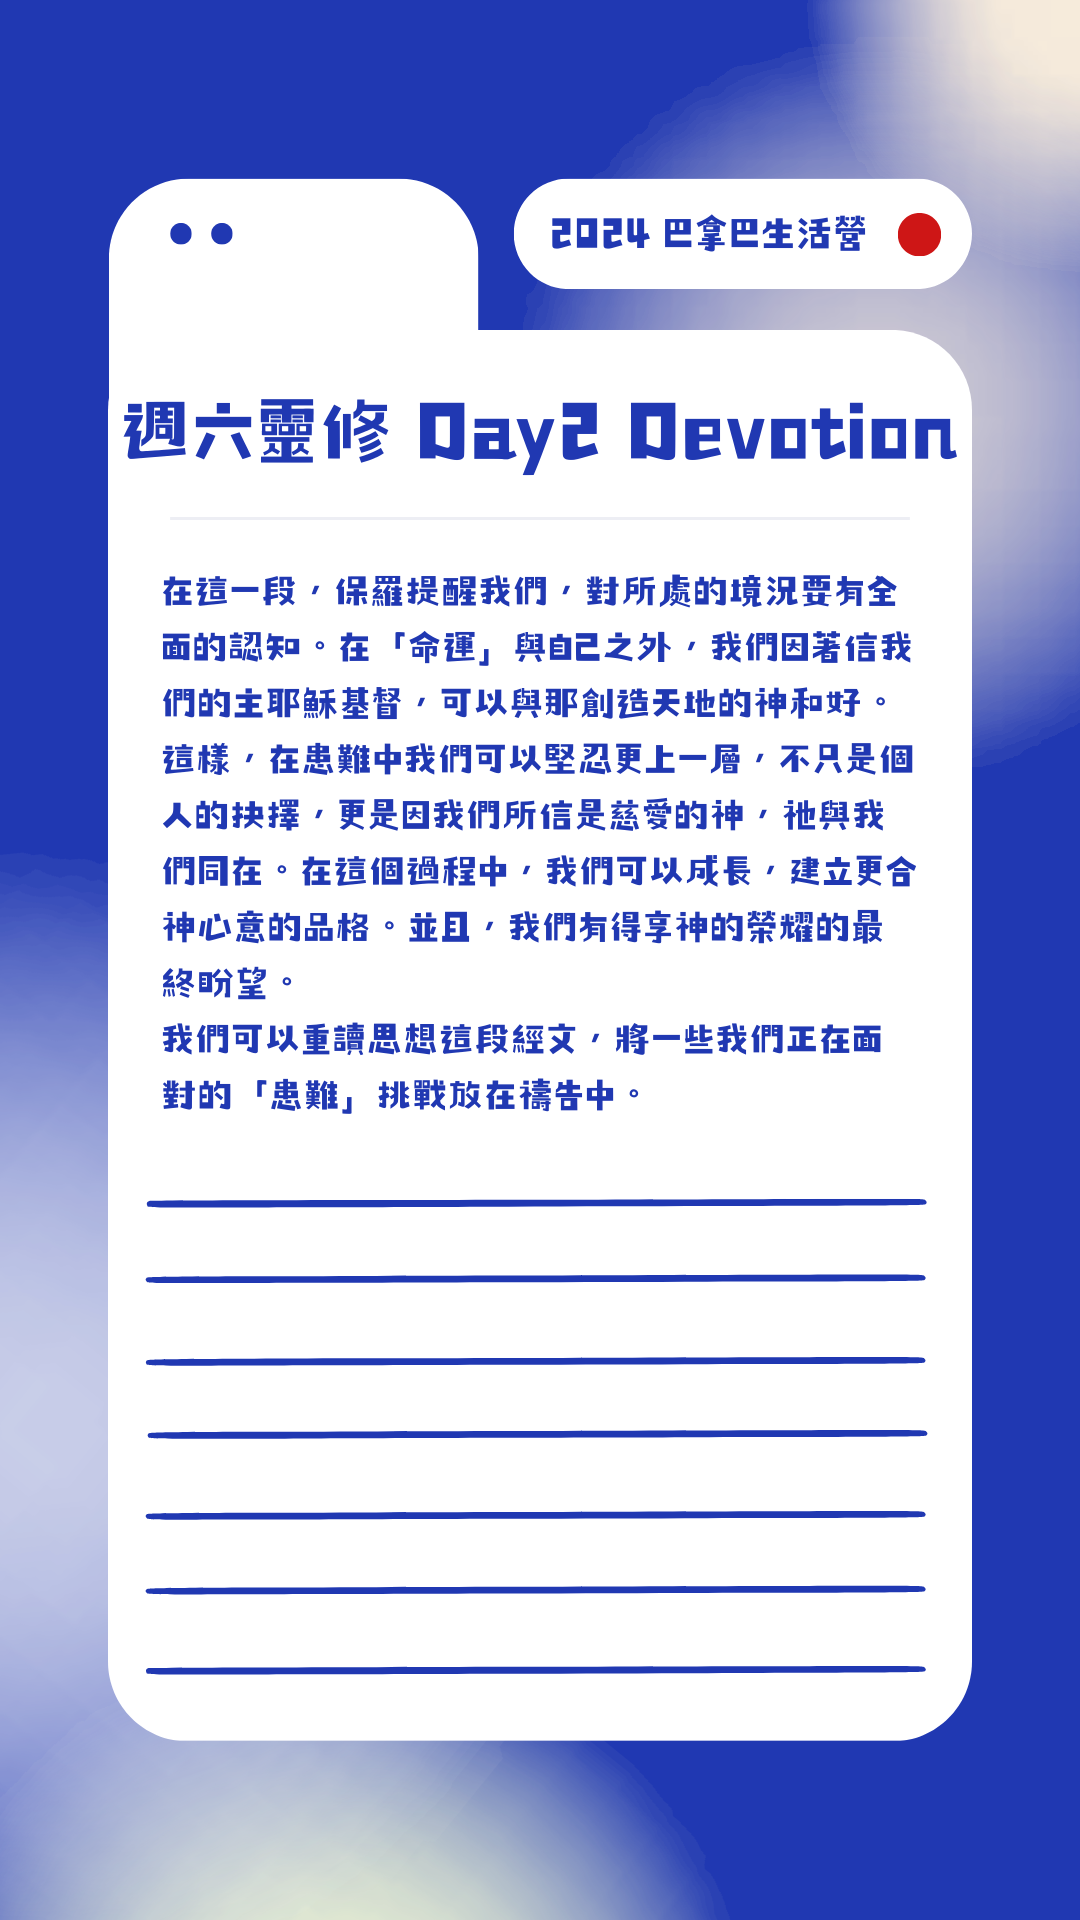 2024 巴拿巴生活營
週六靈修 Day2 Devotion
在這一段，保羅提醒我們，對所處的境況要有全
面的認知。在「命運」與自己之外，我們因著信我
們的主耶穌基督，可以與那創造天地的神和好。
這樣，在患難中我們可以堅忍更上一層，不只是個
人的抉擇，更是因我們所信是慈愛的神，祂與我
們同在。在這個過程中，我們可以成長，建立更合
神心意的品格。並且，我們有得享神的榮耀的最
終盼望。
我們可以重讀思想這段經文，將一些我們正在面
對的「患難」挑戰放在禱告中。